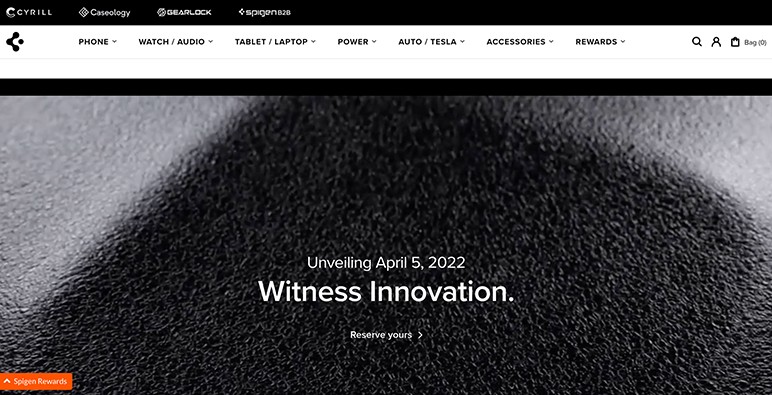 CYRILL
Caseology
GEARLOCK
spigen B2B
PHONE
WATCH / AUDIO
TABLET / LAPTOP
POWER
AUTO / TESLA
ACCESSORIES
REWARDS
Bag (0)
Unveiling April 5, 2022
Witness Innovation.
Reserve yours
Spigen Rewards